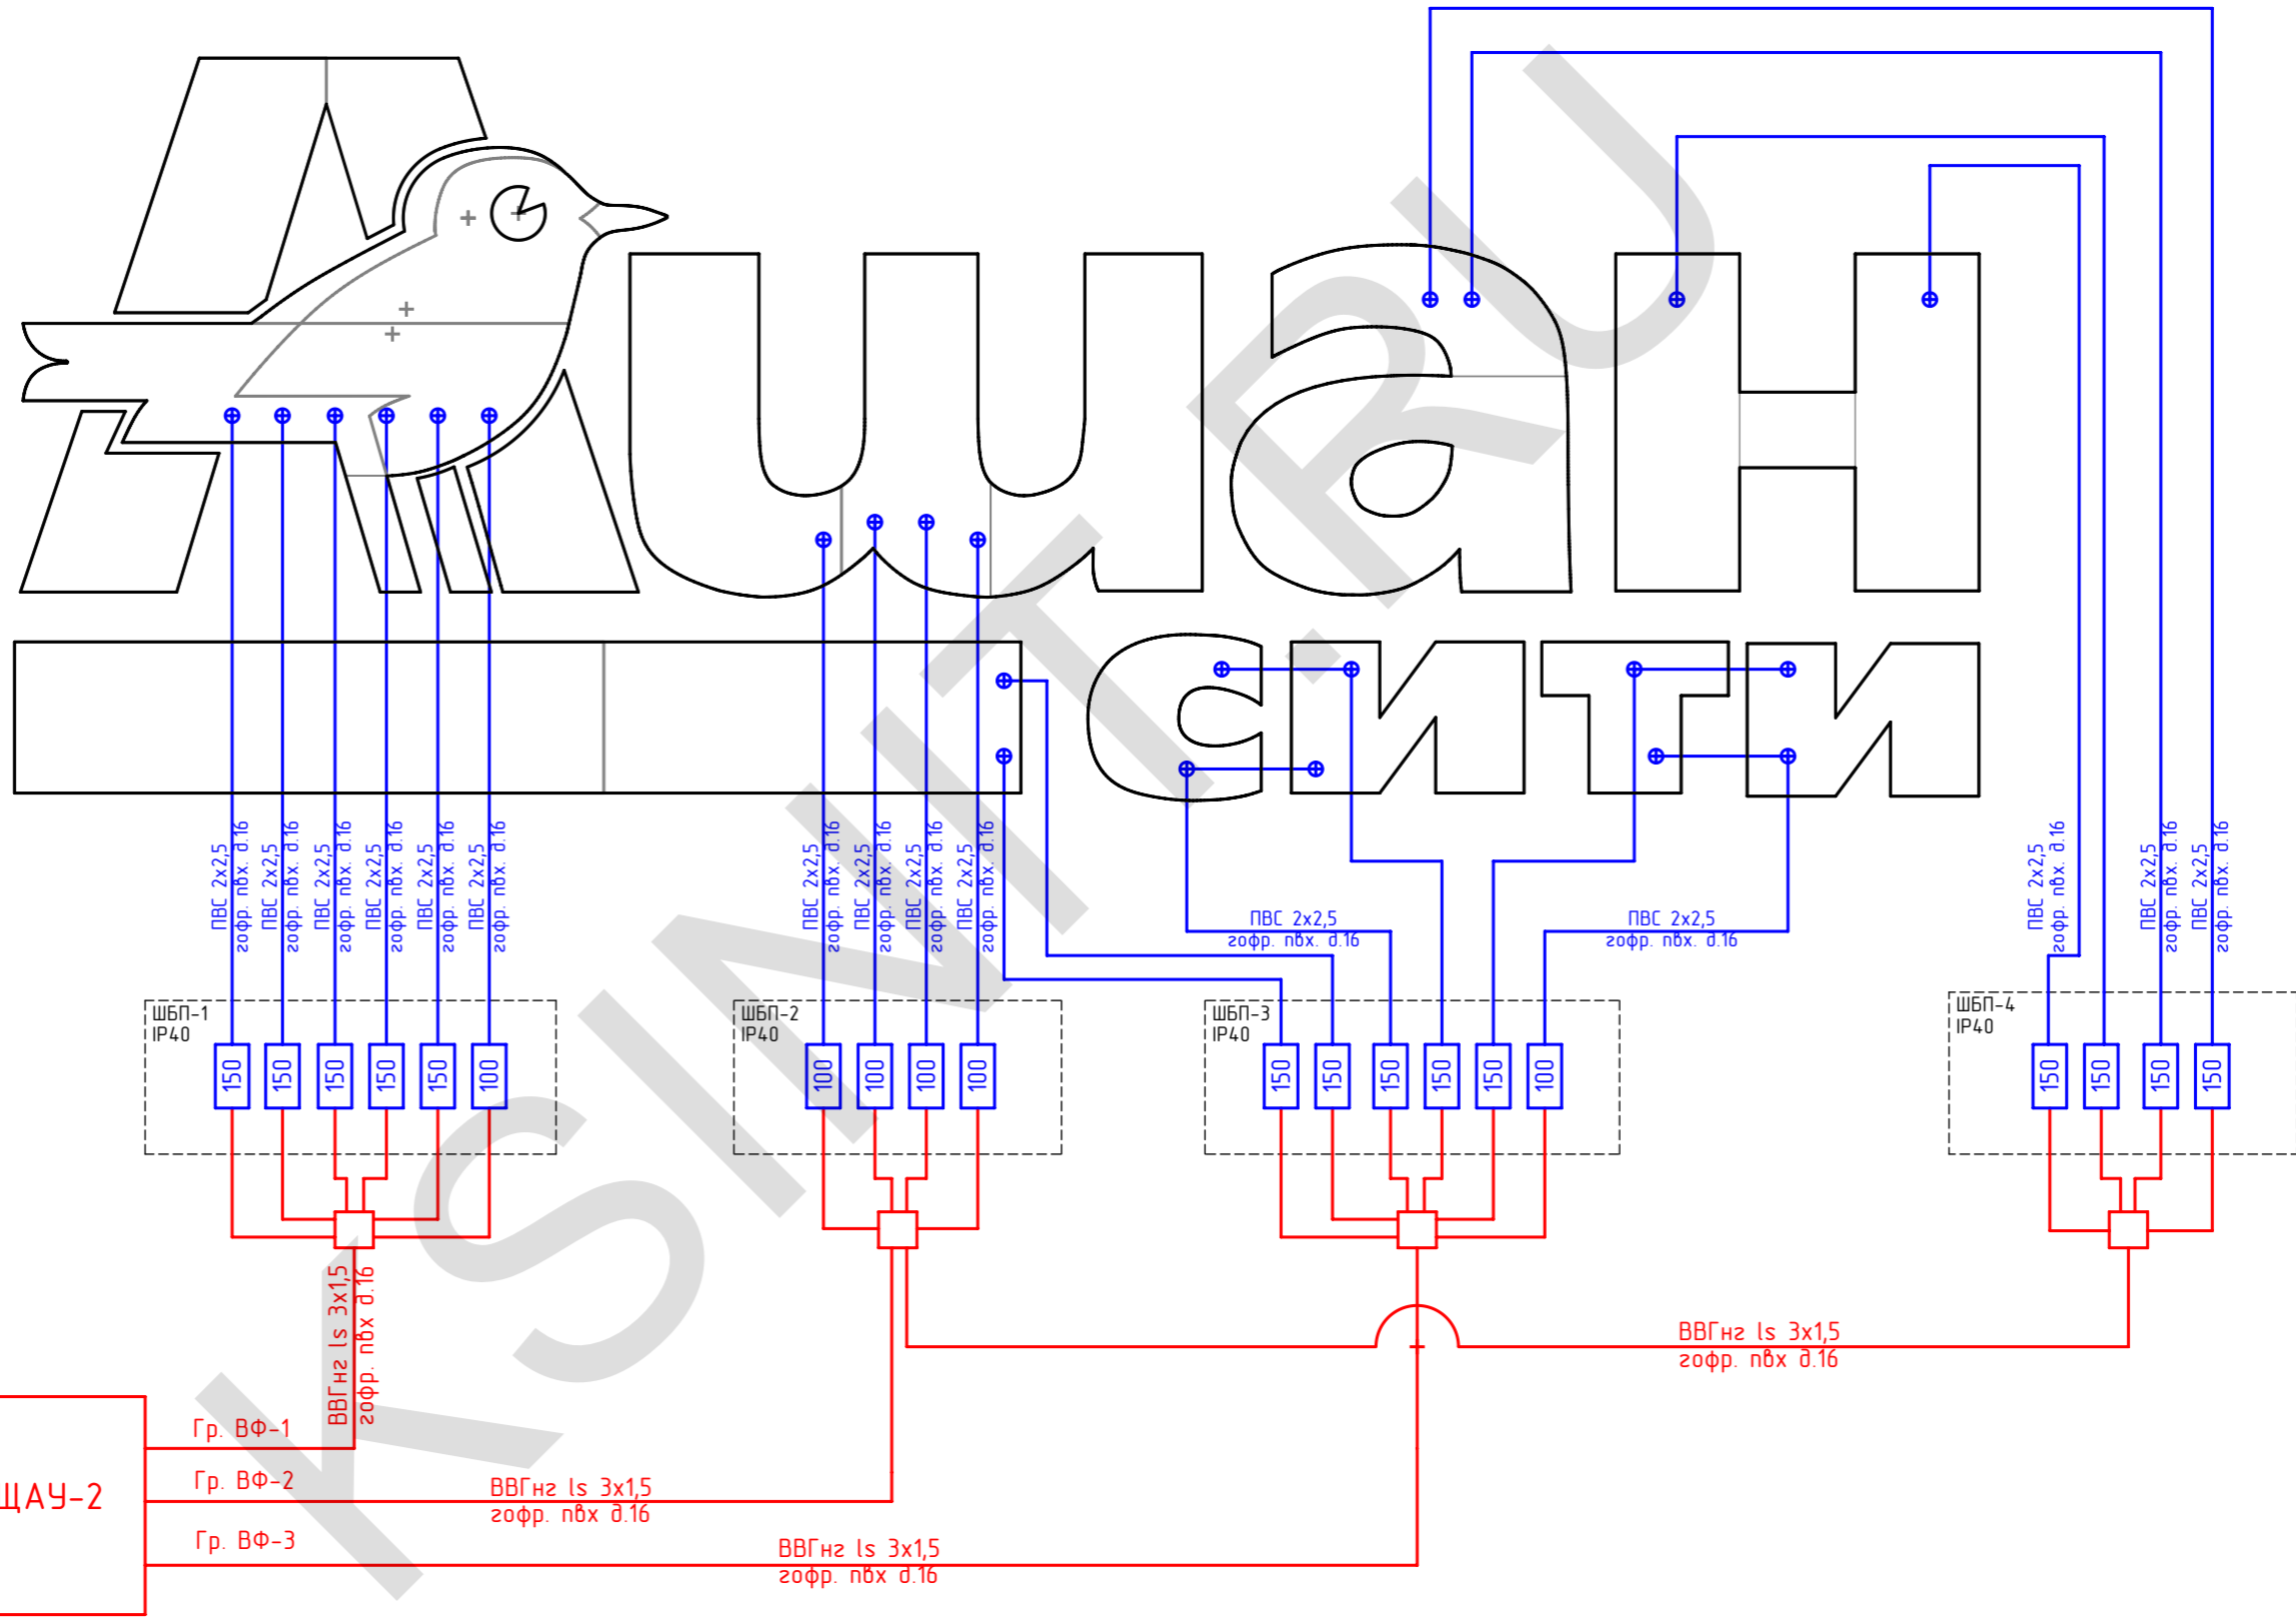 Ашан
сити
ПВС 2х2,5
гофр. пвх. д.16
ПВС 2х2,5
гофр. пвх. д.16
ПВС 2х2,5
гофр. пвх. д.16
ПВС 2х2,5
гофр. пвх. д.16
ПВС 2х2,5
гофр. пвх. д.16
ПВС 2х2,5
гофр. пвх. д.16
ПВС 2х2,5
гофр. пвх. д.16
ПВС 2х2,5
гофр. пвх. д.16
ПВС 2х2,5
гофр. пвх. д.16
ПВС 2х2,5
гофр. пвх. д.16
ПВС 2х2,5
гофр. пвх. д.16
ПВС 2х2,5
гофр. пвх. д.16
ПВС 2х2,5
гофр. пвх. д.16
ПВС 2х2,5
гофр. пвх. д.16
ПВС 2х2,5
гофр. пвх. д.16
ШБП-1
IP40
150
150
150
150
150
100
ШБП-2
IP40
100
100
100
100
ШБП-3
IP40
150
150
150
150
150
100
ШБП-4
IP40
150
150
150
150
ВВГнг ls 3х1,5
гофр. пвх д.16
ВВГнг ls 3х1,5
гофр. пвх д.16
Гр. ВФ-1
Гр. ВФ-2
ВВГнг ls 3х1,5
гофр. пвх д.16
Гр. ВФ-3
ВВГнг ls 3х1,5
гофр. пвх д.16
ЩАУ-2
KSINIT.RU